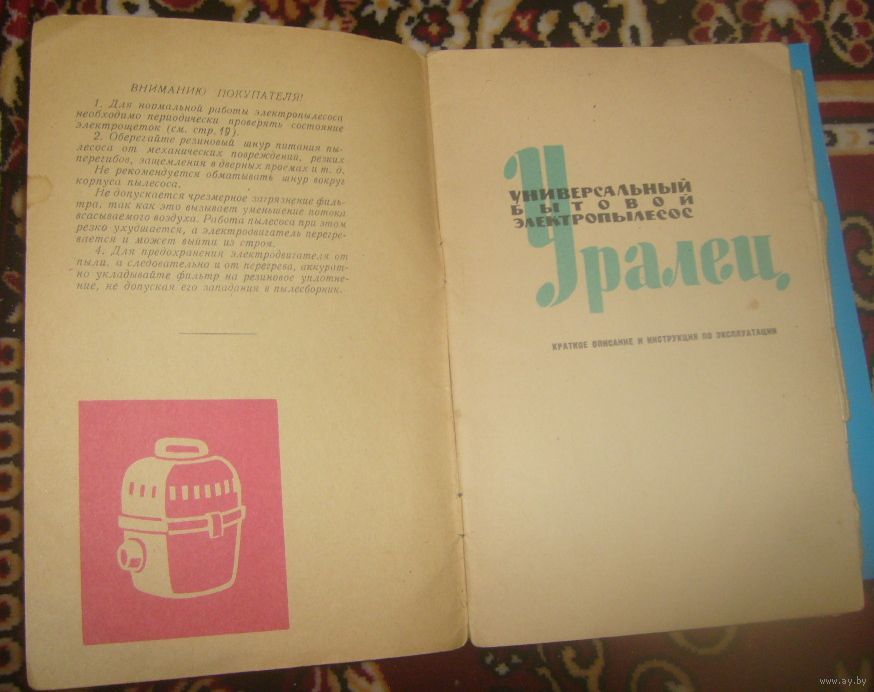 ВНИМАНИЮ ПОКУПАТЕЛЯ!
1. Для нормальной работы электропылесоса
необходимо периодически проверять состояние
электрощеток (см. стр. 19).
2. Оберегайте резиновый шнур питания пы-
лесоса от механических повреждений, резких
перегибов, защемления в дверных проемах и т. д.
Не рекомендуется обматывать шнур вокруг
корпуса пылесоса.
Не допускается чрезмерное загрязнение филь-
тра, так как это вызывает уменьшение потока
всасываемого воздуха. Работа пылесоса при этом
резко ухудшается, а электродвигатель перегре-
вается и может выйти из строя.
4. Для предохранения электродвигателя от
пыли, а следовательно и от перегрева, аккурат-
но укладывайте фильтр на резиновое уплотне-
ние, не допуская его западания в пылесборник.
УНИВЕРСАЛЬНЫЙ
БЫТОВОЙ
ЭЛЕКТРОПЫЛЕСОС
Уралец
КРАТКОЕ ОПИСАНИЕ И ИНСТРУКЦИЯ ПО ЭКСПЛУАТАЦИИ
www.ay.by